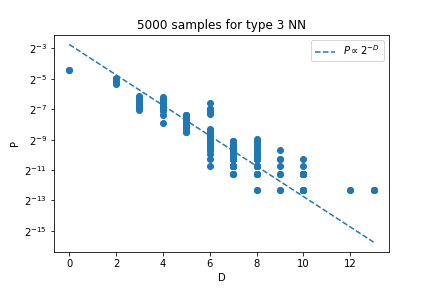 5000 samples for type 3 NN
P ∝ 2^{-D}
2^{-3}
2^{-5}
2^{-7}
2^{-9}
2^{-11}
2^{-13}
2^{-15}
P
0 2 4 6 8 10 12
D